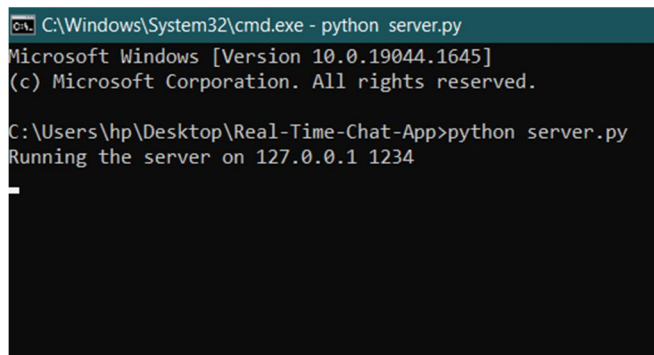 C:\Windows\System32\cmd.exe - python  server.py
Microsoft Windows [Version 10.0.19044.1645]
(c) Microsoft Corporation. All rights reserved.
C:\Users\hp\Desktop\Real-Time-Chat-App>python server.py
Running the server on 127.0.0.1 1234